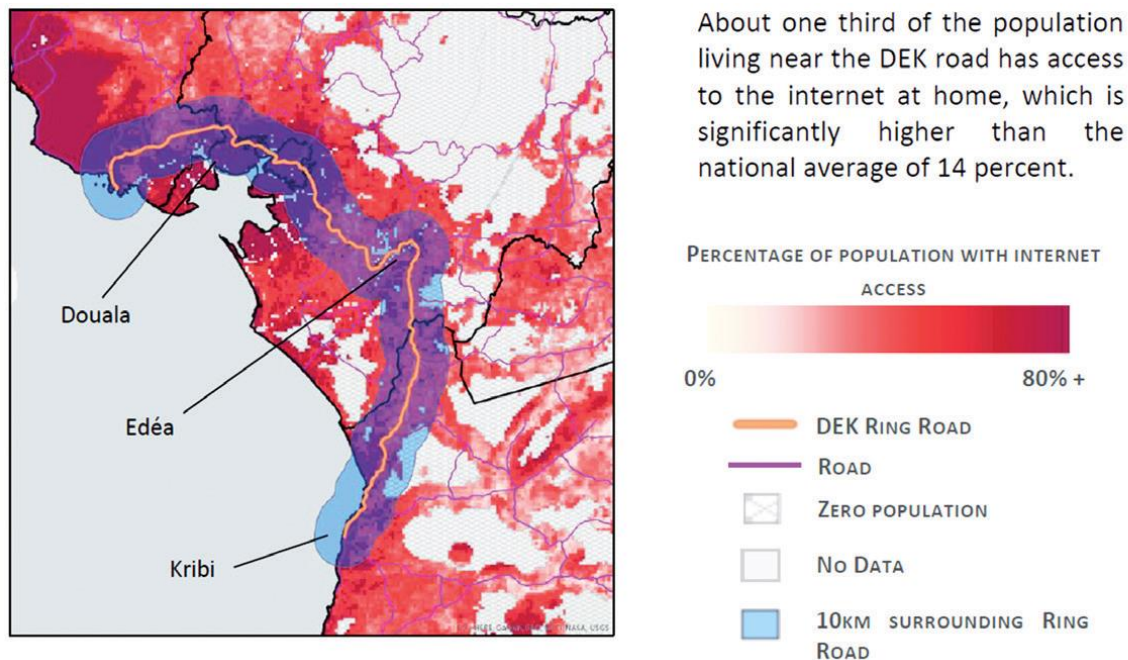 About one third of the population
living near the DEK road has access
to the internet at home, which is
significantly higher than the
national average of 14 percent.
Douala
Edéa
Kribi
PERCENTAGE OF POPULATION WITH INTERNET
ACCESS
0%
80% +
DEK RING ROAD
ROAD
ZERO POPULATION
NO DATA
10KM SURROUNDING RING
ROAD
NASA, USGS